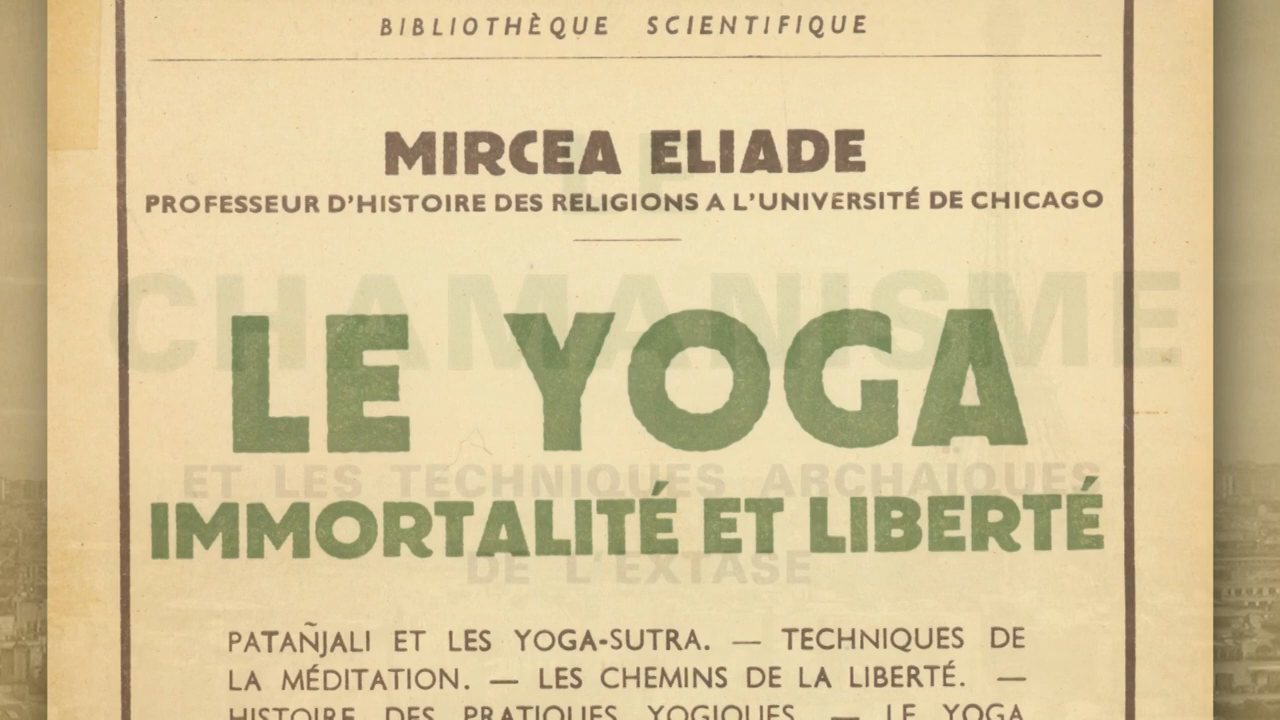 BIBLIOTHÈQUE SCIENTIFIQUE
MIRCEA ELIADE
PROFESSEUR D'HISTOIRE DES RELIGIONS A L'UNIVERSITÉ DE CHICAGO
LE
CHAMANISME
LE YOGA
ET LES TECHNIQUES ARCHAÏQUES
IMMORTALITÉ ET LIBERTÉ
DE L'EXTASE
PATAÑJALI ET LES YOGA-SUTRA. — TECHNIQUES DE
LA MÉDITATION. — LES CHEMINS DE LA LIBERTÉ. —
HISTOIRE DES PRATIQUES YOGIQUES. — LE YOGA